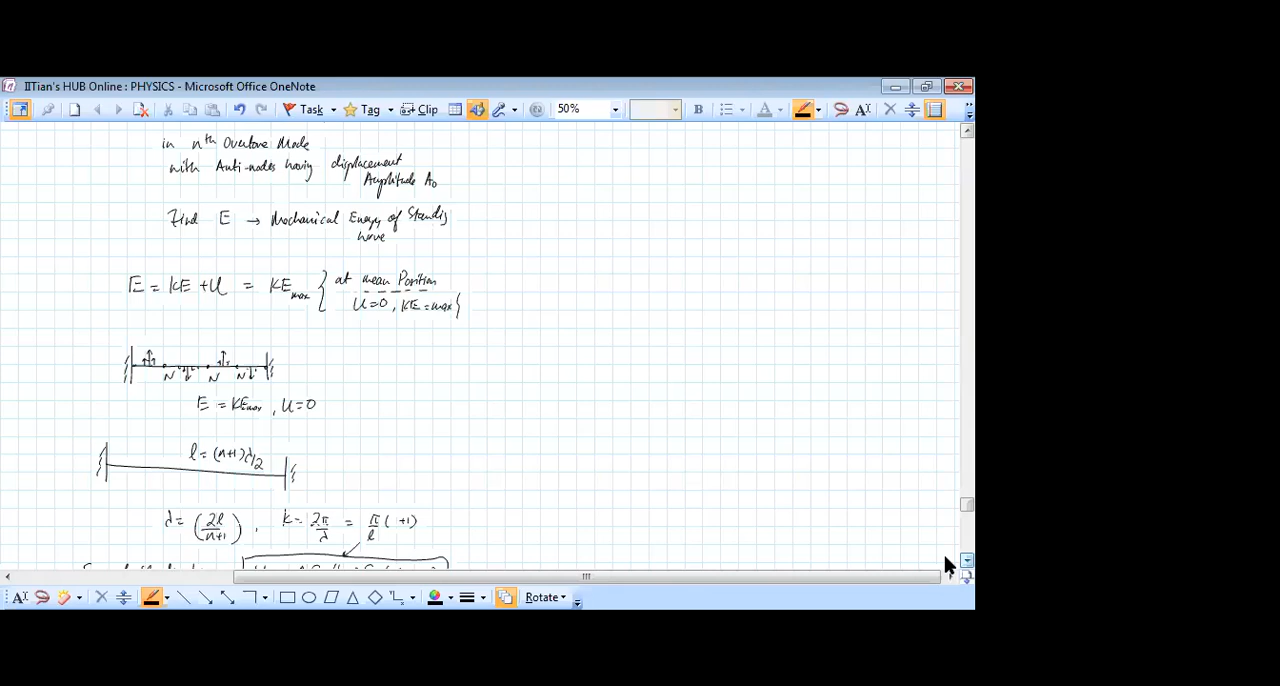 IITian's HUB Online : PHYSICS - Microsoft Office OneNote
Task Tag Clip 50% B A A
in nth Overtone Mode
with Anti-nodes having displacement
Amplitude A0
Find E → Mechanical Energy of Standing
wave
E = KE + U = KEmax { at mean Position
U=0, KE=max }
N N N
E = KEmax , U=0
l = (n+1)λ/2
λ = (2l/n+1) , k = 2π/λ = π/l ( +1)
A Rotate